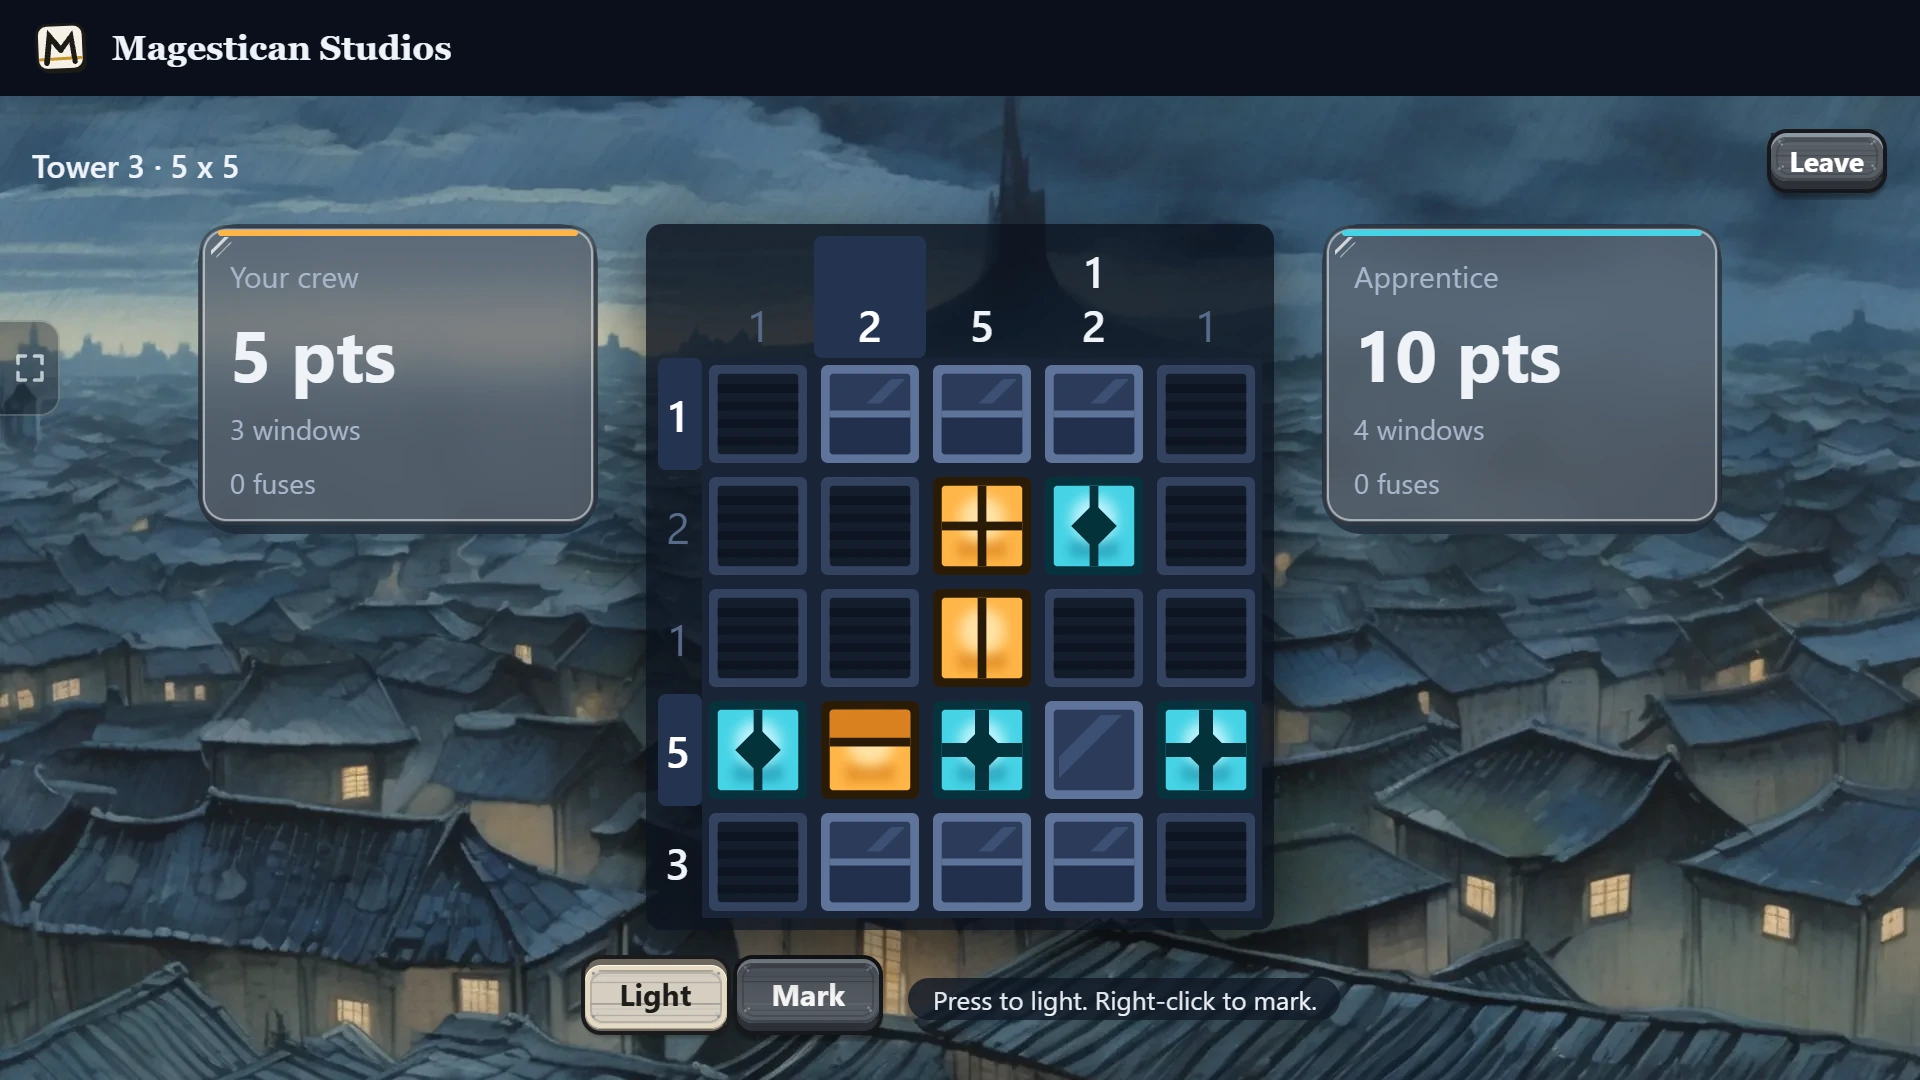 M Magestican Studios
Tower 3 · 5 x 5
Leave
Your crew
5 pts
3 windows
0 fuses
1
1 2 5 2 1
1
2
1
5
3
Apprentice
10 pts
4 windows
0 fuses
Light
Mark
Press to light. Right-click to mark.